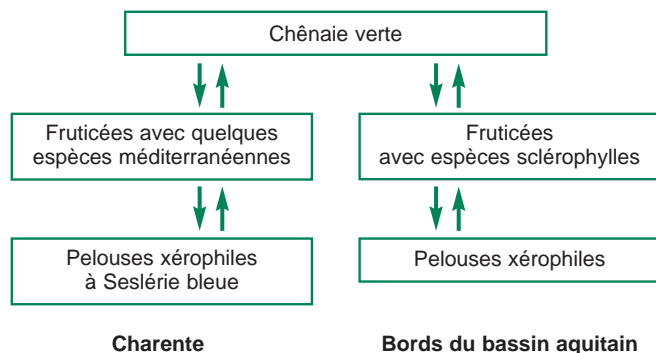 Chênaie verte
Fruticées avec quelques
espèces méditerranéennes
Fruticées
avec espèces sclérophylles
Pelouses xérophiles
à Seslérie bleue
Pelouses xérophiles
Charente
Bords du bassin aquitain